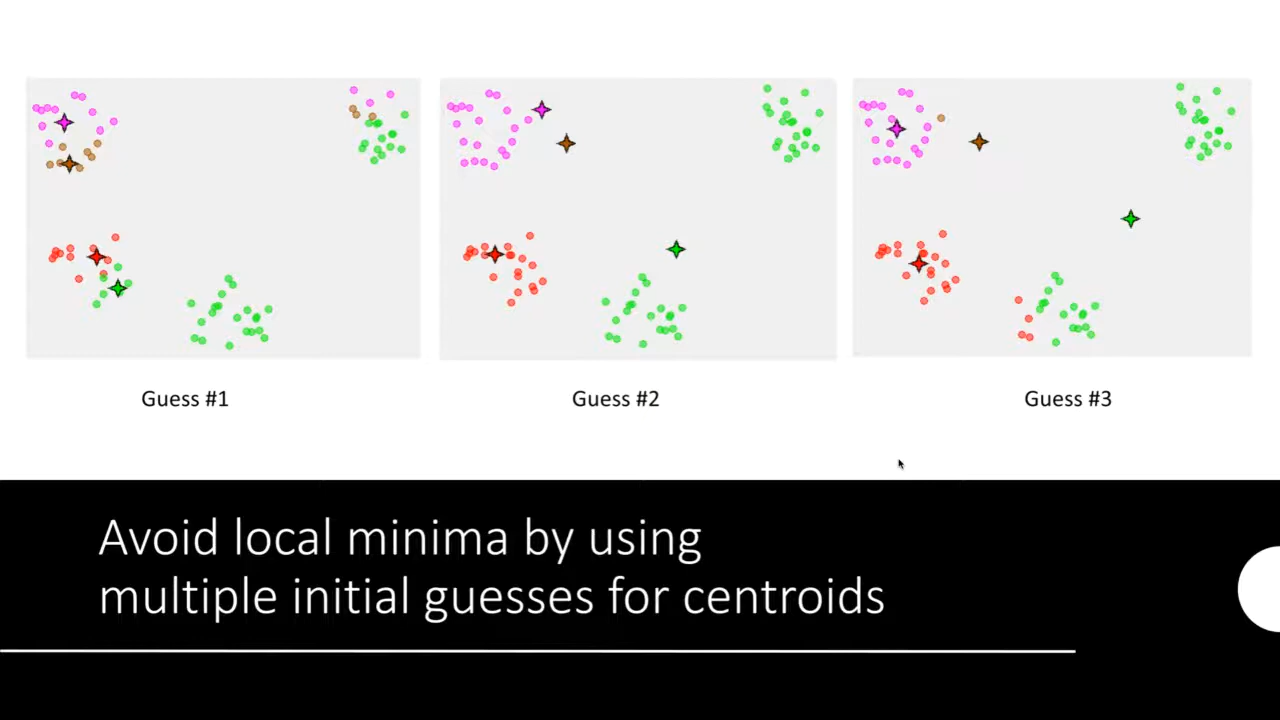 Guess #1
Guess #2
Guess #3
Avoid local minima by using
multiple initial guesses for centroids